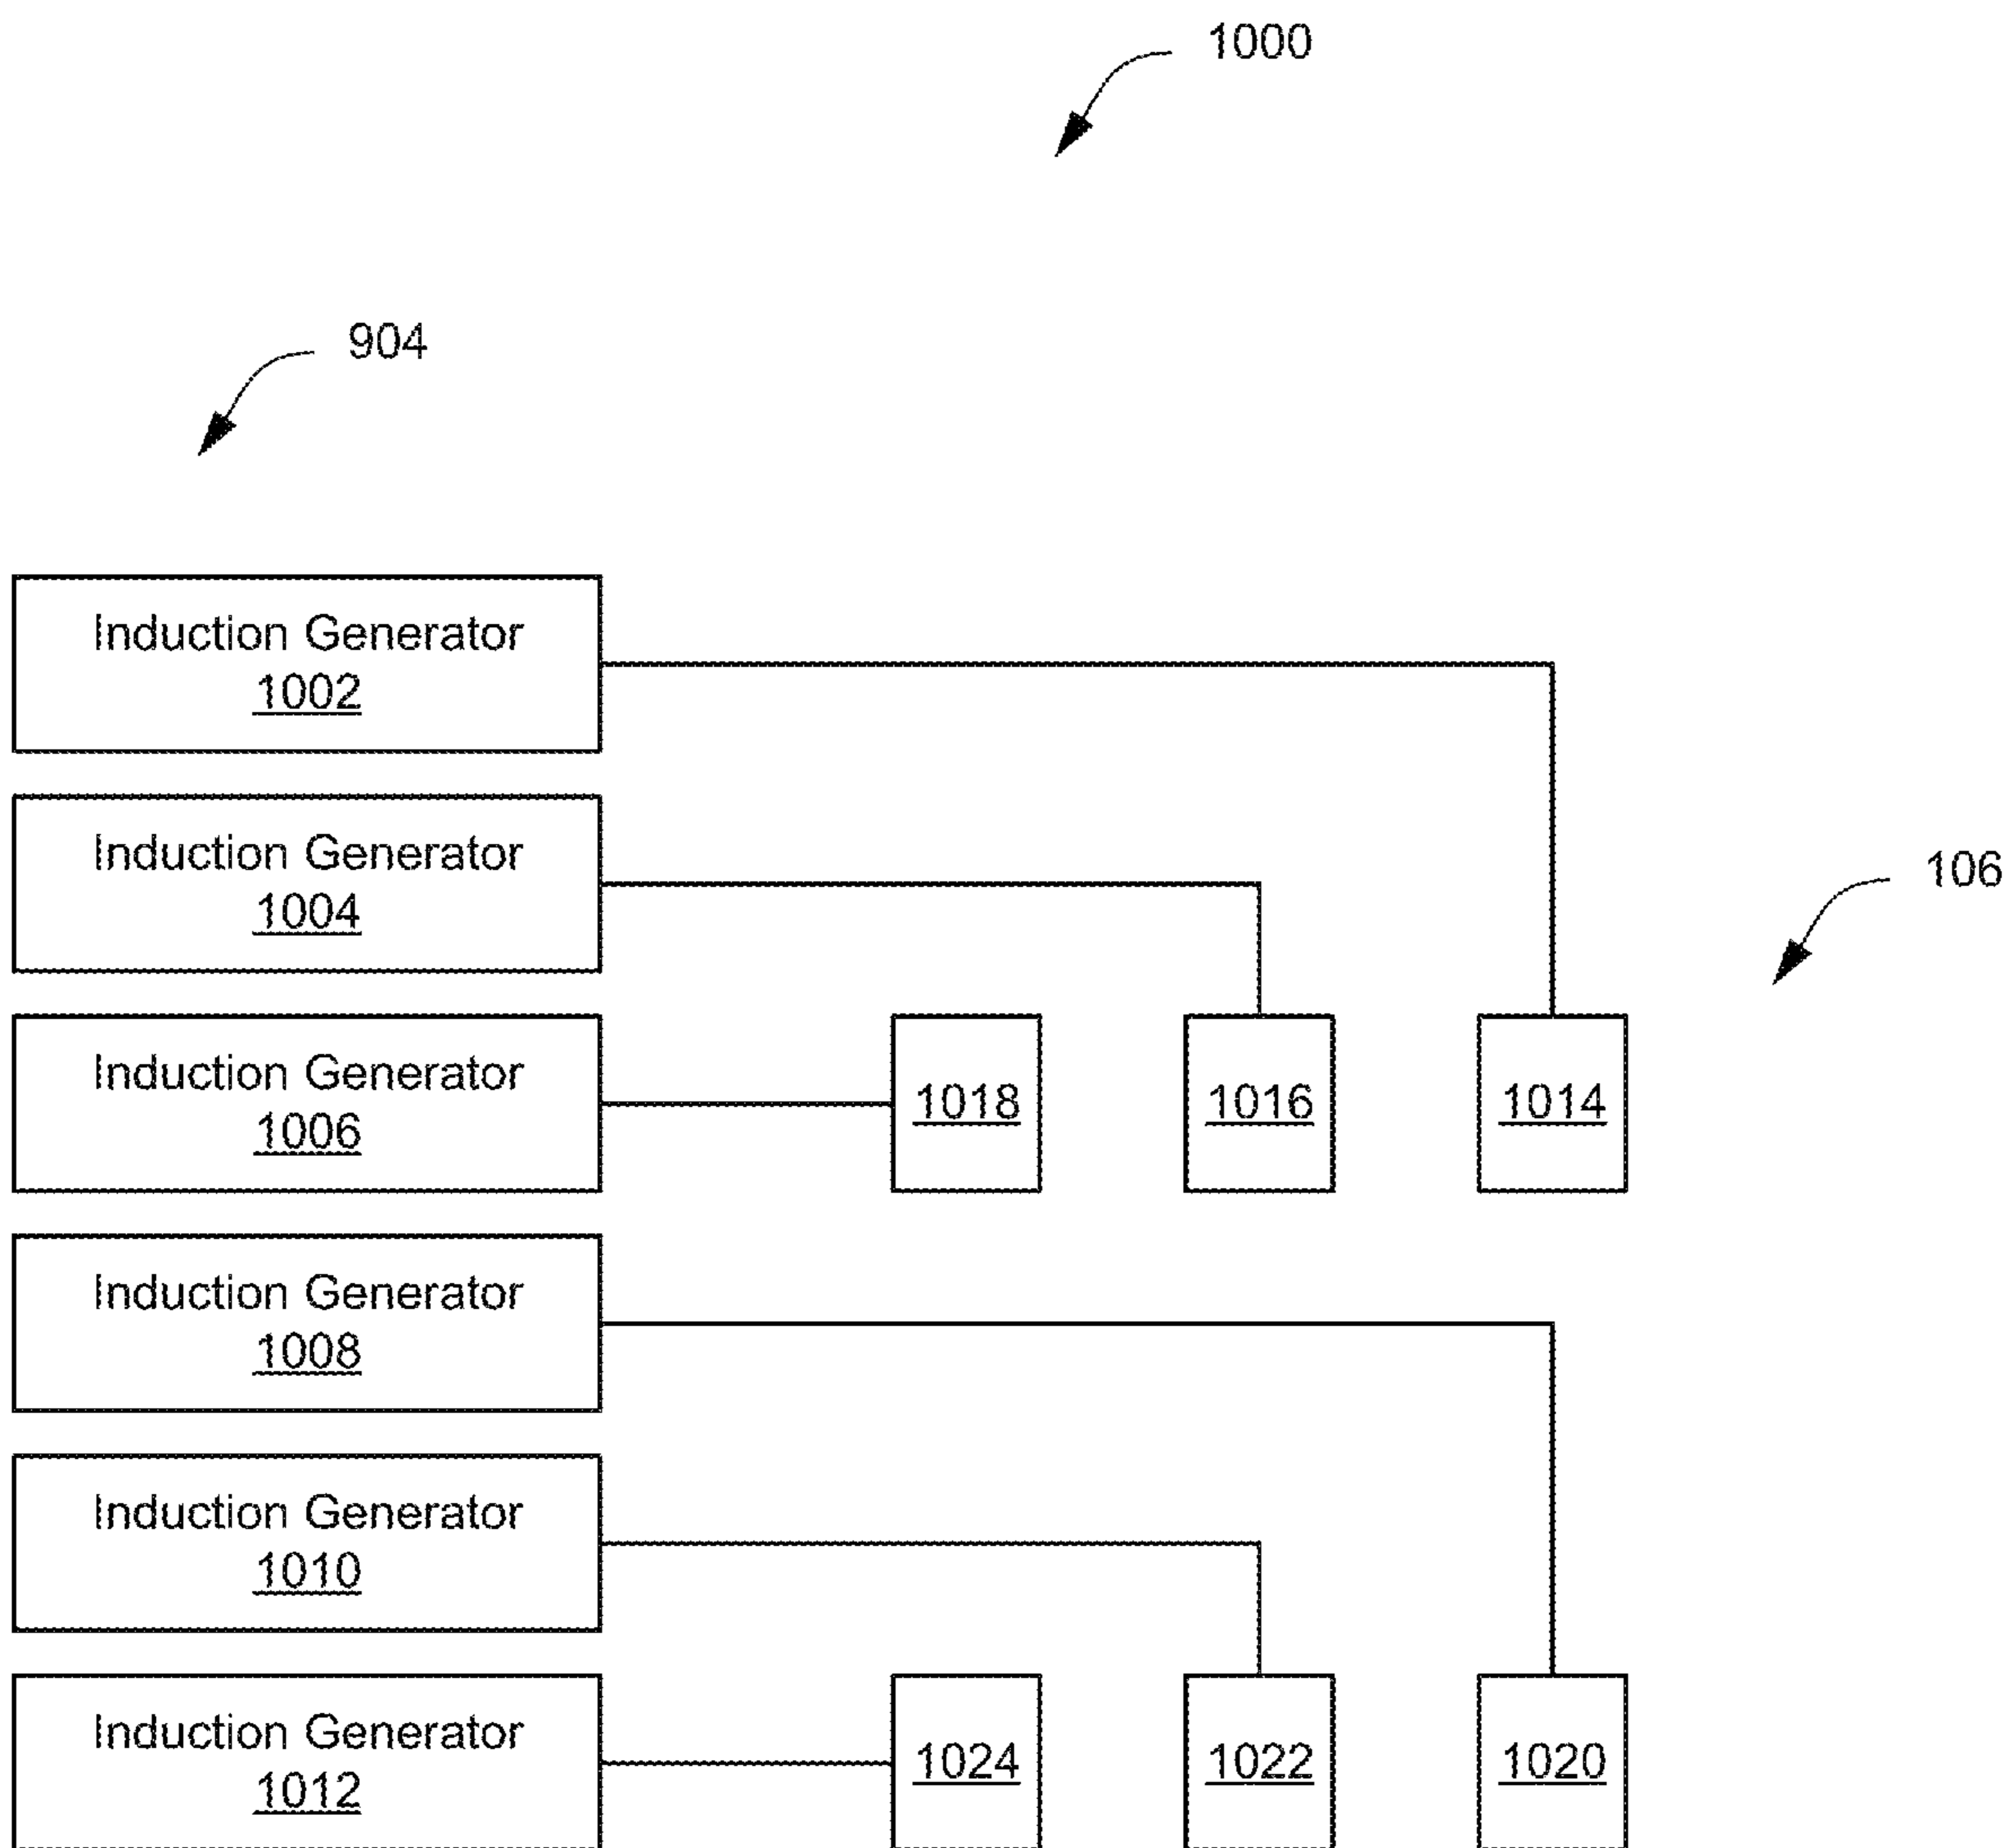 1000
904
Induction Generator
1002
Induction Generator
1004
106
Induction Generator
1006
1018
1016
1014
Induction Generator
1008
Induction Generator
1010
Induction Generator
1012
1024
1022
1020